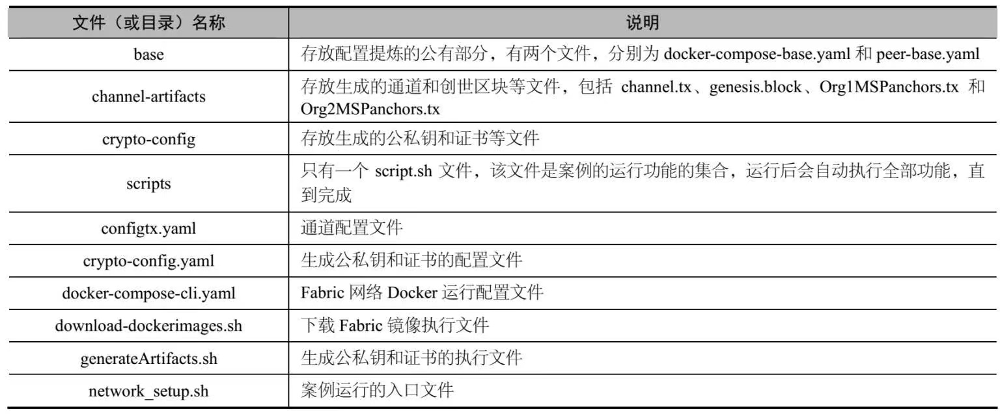 文件（或目录）名称 说明
base 存放配置提炼的公有部分，有两个文件，分别为 docker-compose-base.yaml 和 peer-base.yaml
channel-artifacts 存放生成的通道和创世区块等文件，包括 channel.tx、genesis.block、Org1MSPanchors.tx 和
Org2MSPanchors.tx
crypto-config 存放生成的公私钥和证书等文件
scripts 只有一个 script.sh 文件，该文件是案例的运行功能的集合，运行后会自动执行全部功能，直
到完成
configtx.yaml 通道配置文件
crypto-config.yaml 生成公私钥和证书的配置文件
docker-compose-cli.yaml Fabric 网络 Docker 运行配置文件
download-dockerimages.sh 下载 Fabric 镜像执行文件
generateArtifacts.sh 生成公私钥和证书的执行文件
network_setup.sh 案例运行的入口文件